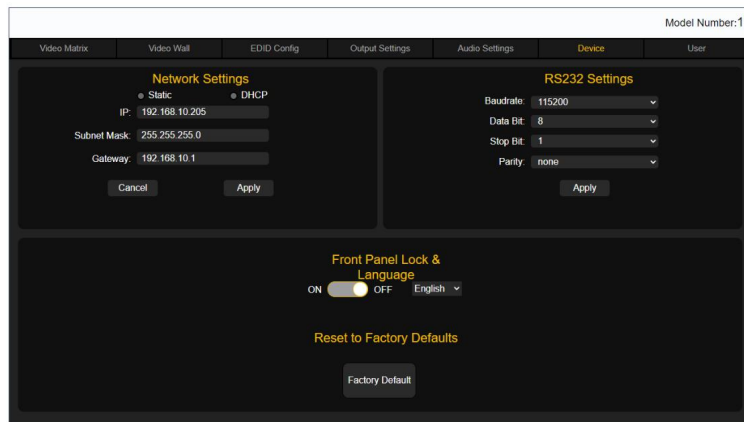 Model Number:1
Video Matrix Video Wall EDID Config Output Settings Audio Settings Device User
Network Settings
Static DHCP
IP: 192.168.10.205
Subnet Mask: 255.255.255.0
Gateway: 192.168.10.1
Cancel Apply
RS232 Settings
Baudrate: 115200
Data Bit: 8
Stop Bit: 1
Parity: none
Apply
Front Panel Lock &
Language
ON OFF English
Reset to Factory Defaults
Factory Default